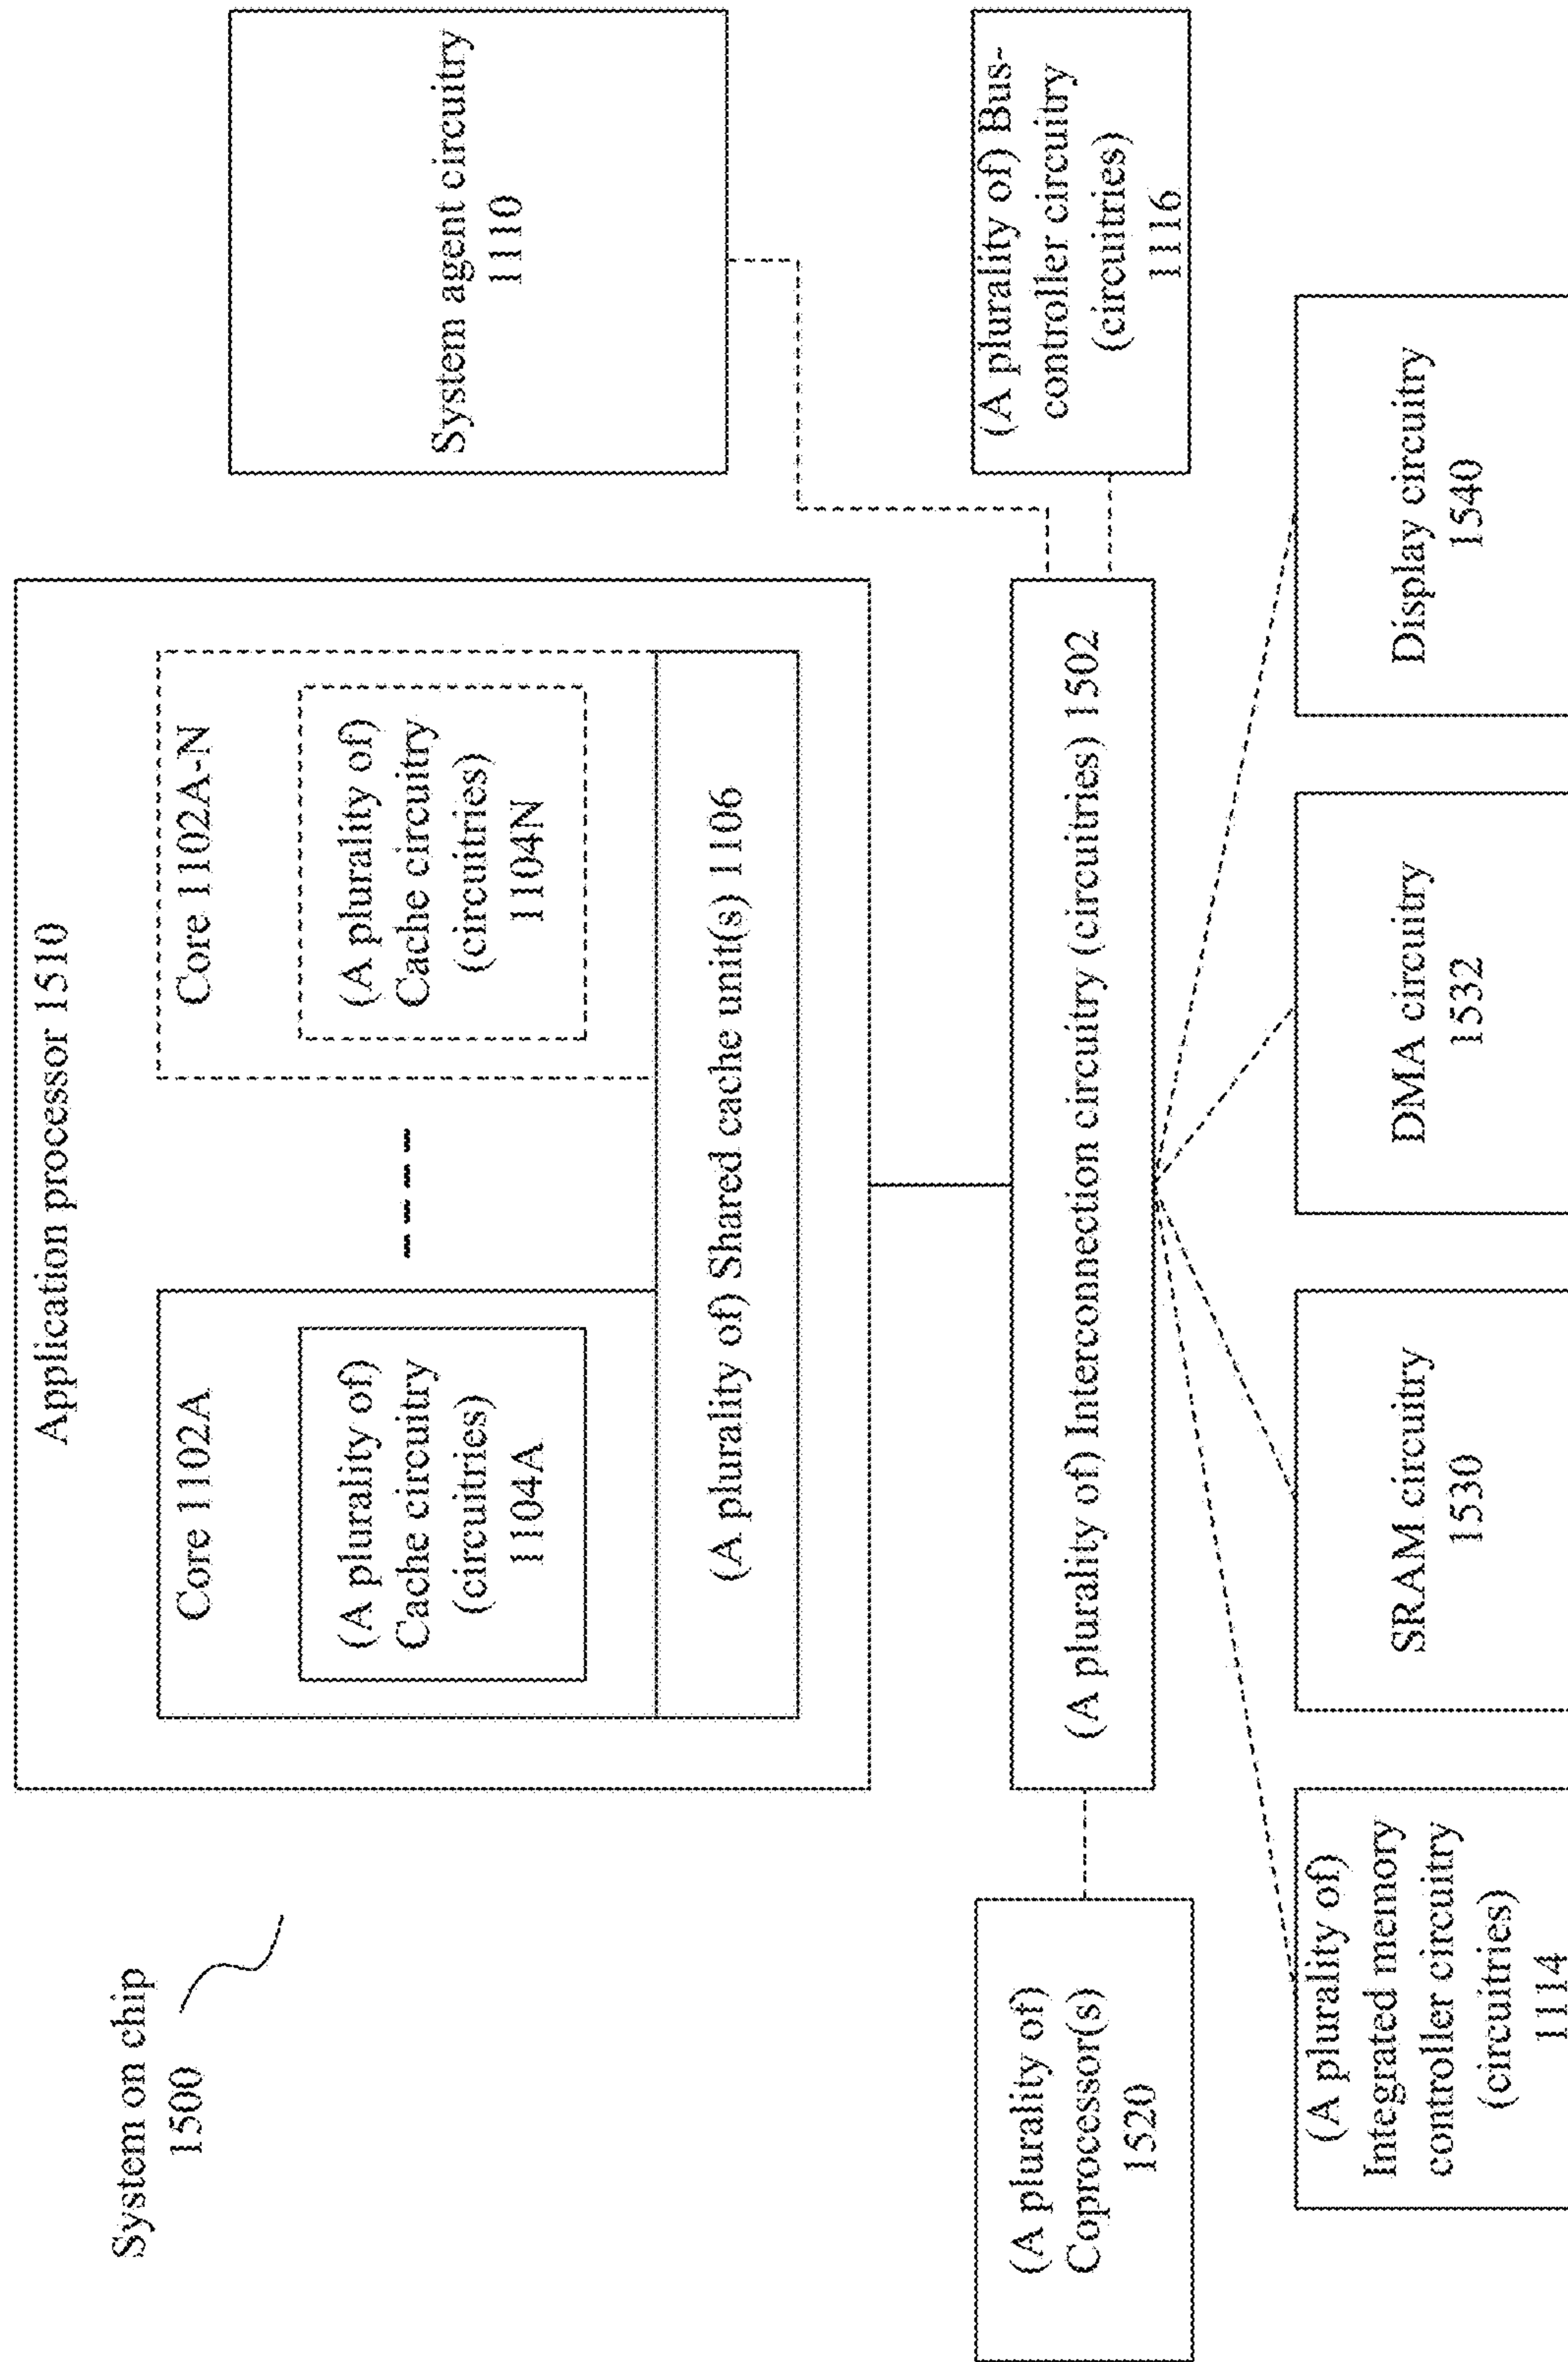 System on chip
1500
Application processor 1510
Core 1102A
(A plurality of)
Cache circuitry
(circuitries)
1104A
Core 1102A-N
(A plurality of)
Cache circuitry
(circuitries)
1104N
(A plurality of) Shared cache unit(s) 1106
System agent circuitry
1110
(A plurality of)
Coprocessor(s)
1520
(A plurality of) Interconnection circuitry (circuitries) 1502
(A plurality of) Bus-
controller circuitry
(circuitries)
1116
(A plurality of)
Integrated memory
controller circuitry
(circuitries)
1114
SRAM circuitry
1530
DMA circuitry
1532
Display circuitry
1540